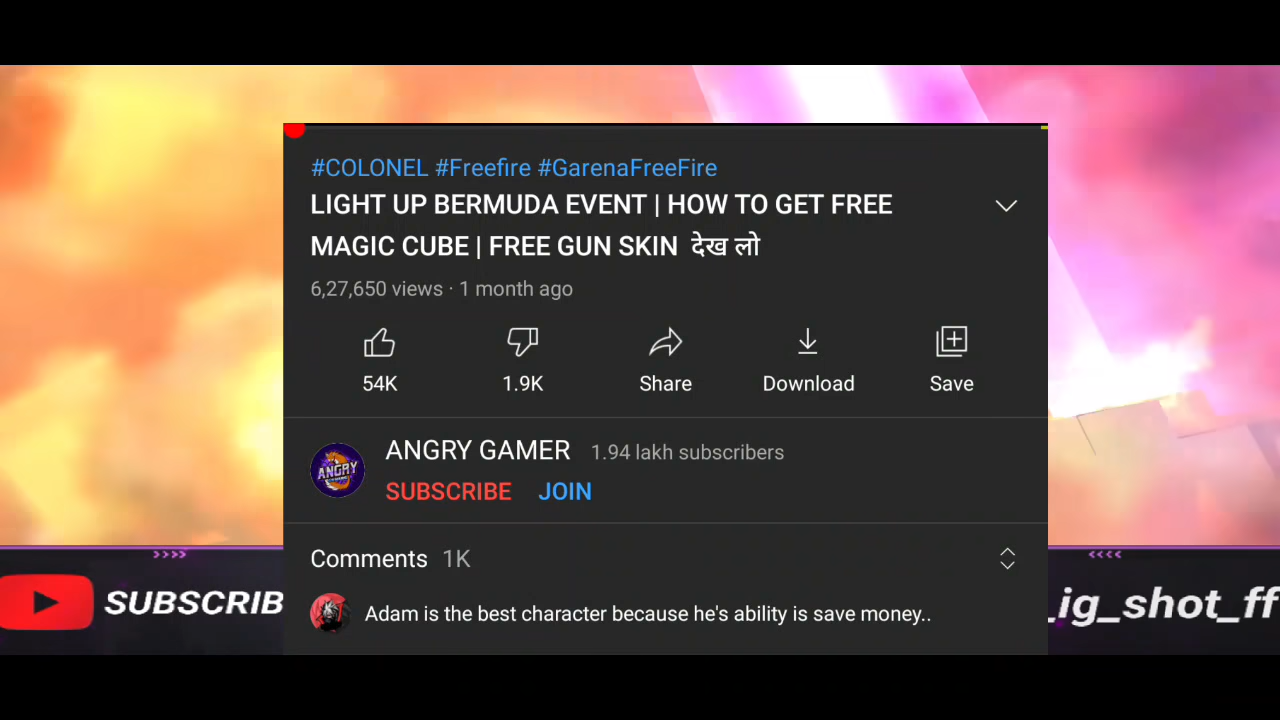 #COLONEL #Freefire #GarenaFreeFire
LIGHT UP BERMUDA EVENT | HOW TO GET FREE
MAGIC CUBE | FREE GUN SKIN देख लो
6,27,650 views · 1 month ago
54K 1.9K Share Download Save
ANGRY GAMER 1.94 lakh subscribers
ANGRY
SUBSCRIBE JOIN
Comments 1K
Adam is the best character because he's ability is save money..
SUBSCRIB
_ig_shot_ff